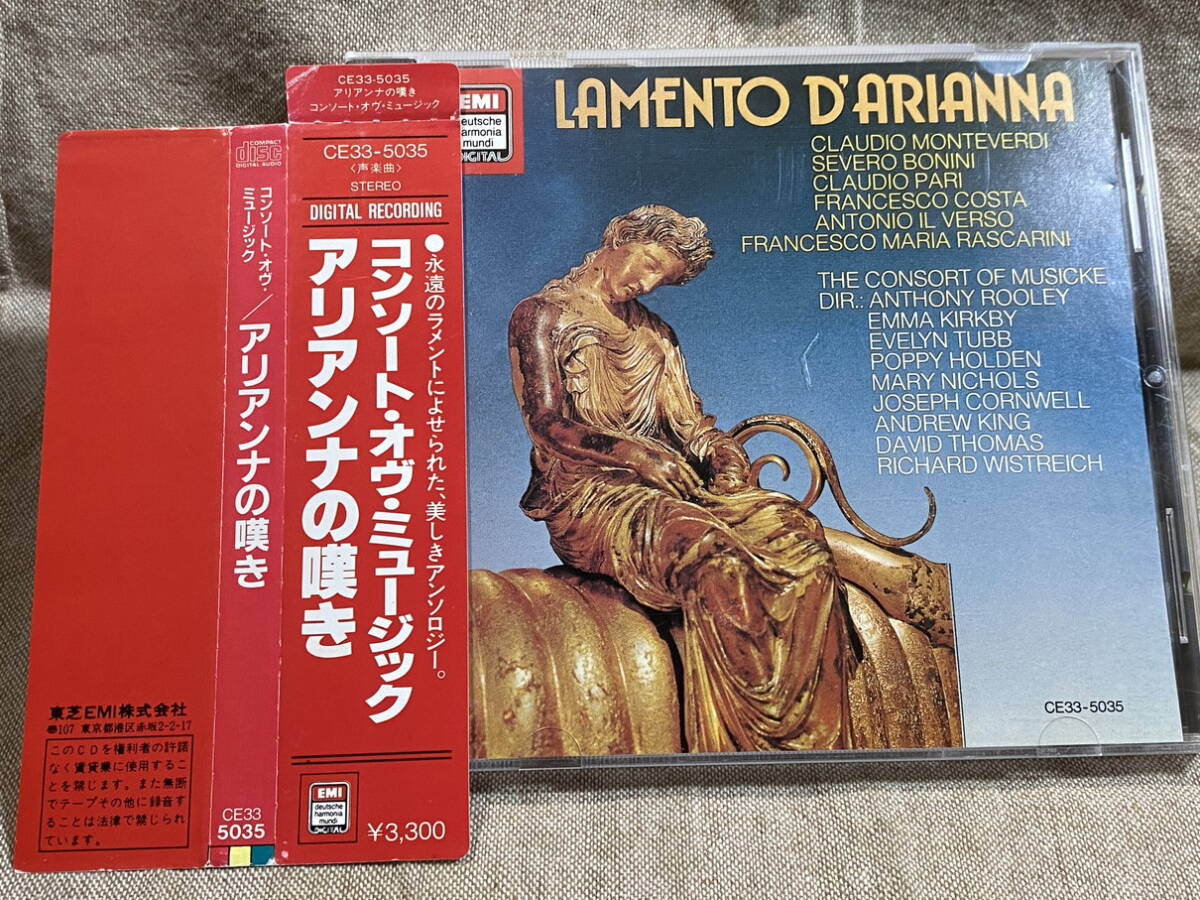 東芝EMI株式会社
〒107 東京都港区赤坂2-2-17
このCDを権利者の許諾
なく賃貸業に使用するこ
とを禁じます。また無断
でテープその他に録音す
ることは法律で禁じられ
ています。
COMPACT
disc
DIGITAL AUDIO
コンソート・オヴ・
ミュージック
/アリアンナの嘆き
CE33
5035
CE33-5035
アリアンナの嘆き
コンソート・オヴ・ミュージック
CE33-5035
〈声楽曲〉
STEREO
DIGITAL RECORDING
●永遠のラメントによせられた、美しきアンソロジー。
コンソート・オヴ・ミュージック
アリアンナの嘆き
EMI
deutsche
harmonia
mundi
DIGITAL
¥3,300
EMI
deutsche
harmonia
mundi
DIGITAL
LAMENTO D'ARIANNA
CLAUDIO MONTEVERDI
SEVERO BONINI
CLAUDIO PARI
FRANCESCO COSTA
ANTONIO IL VERSO
FRANCESCO MARIA RASCARINI
THE CONSORT OF MUSICKE
DIR.: ANTHONY ROOLEY
EMMA KIRKBY
EVELYN TUBB
POPPY HOLDEN
MARY NICHOLS
JOSEPH CORNWELL
ANDREW KING
DAVID THOMAS
RICHARD WISTREICH
CE33-5035